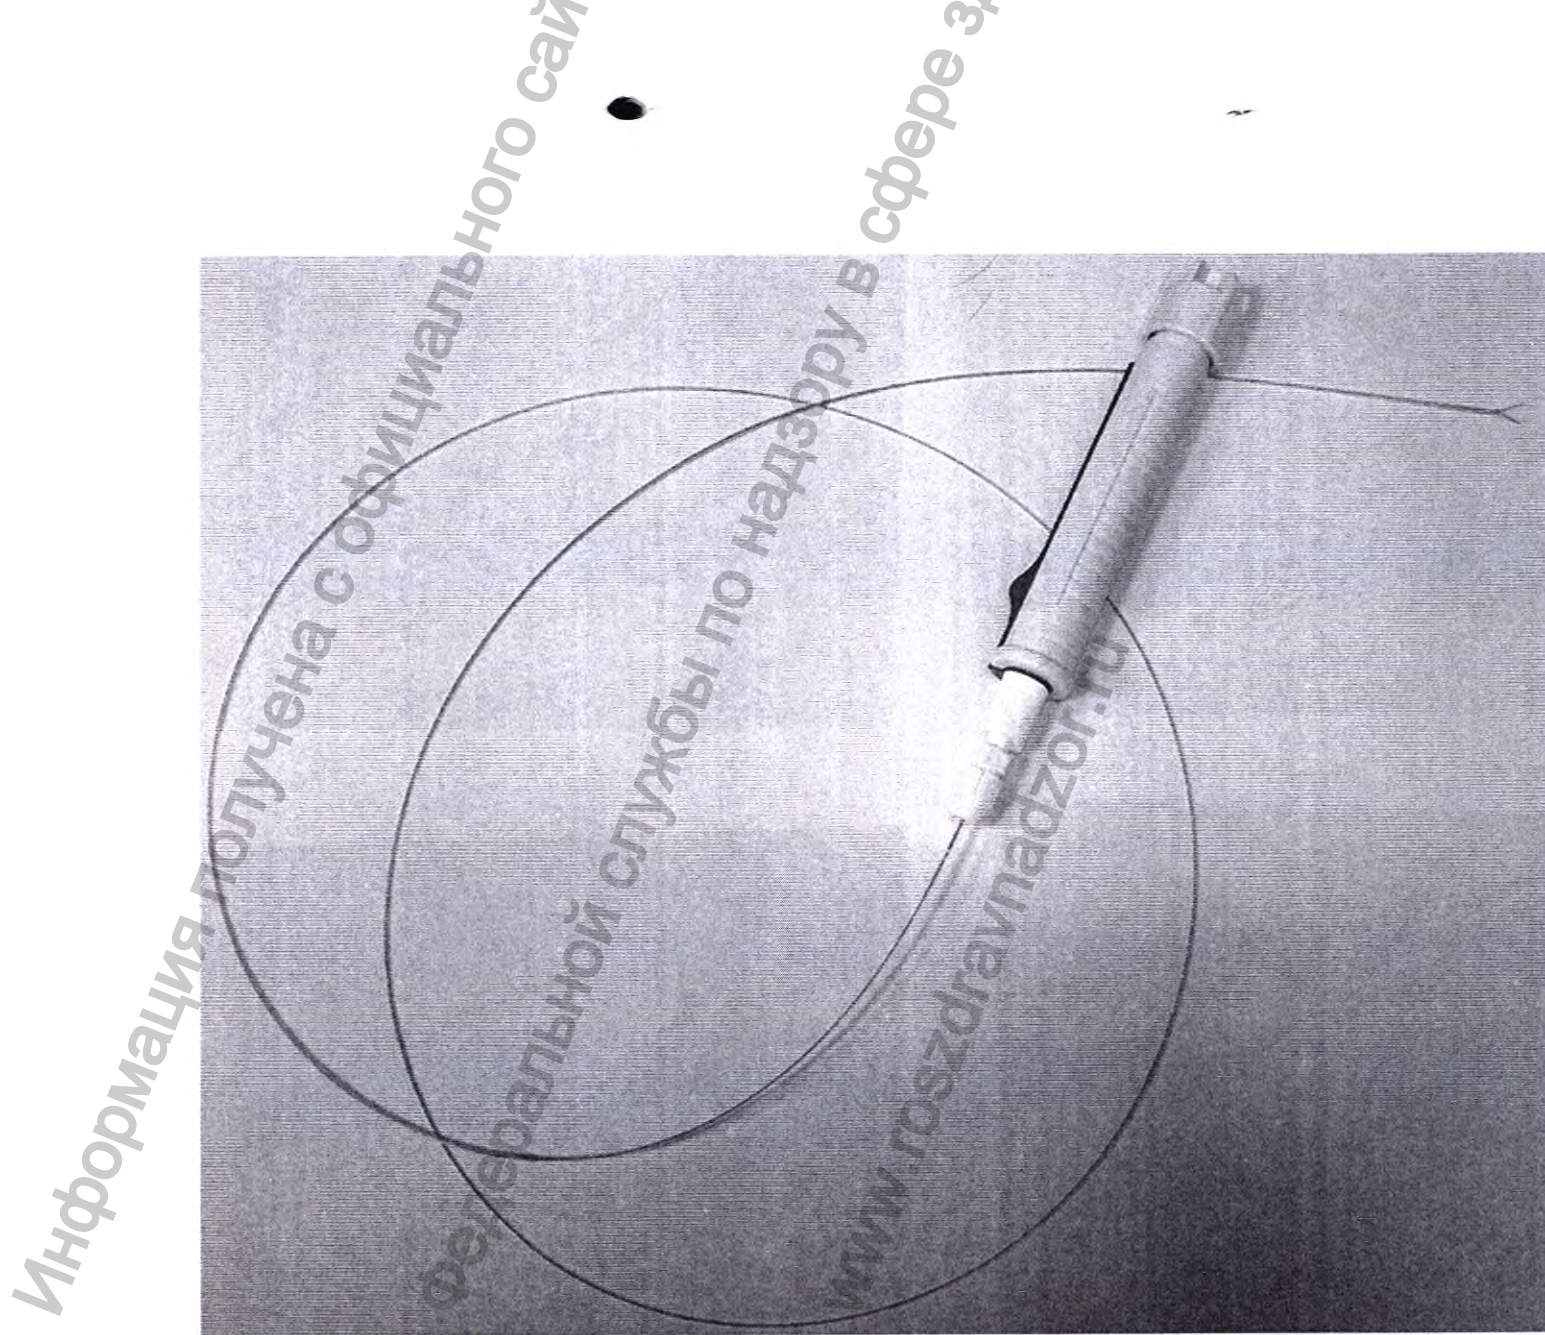 Информация получена с официального сай
федеральной службы по надзору в сфере
www.roszdravnadzor.ru